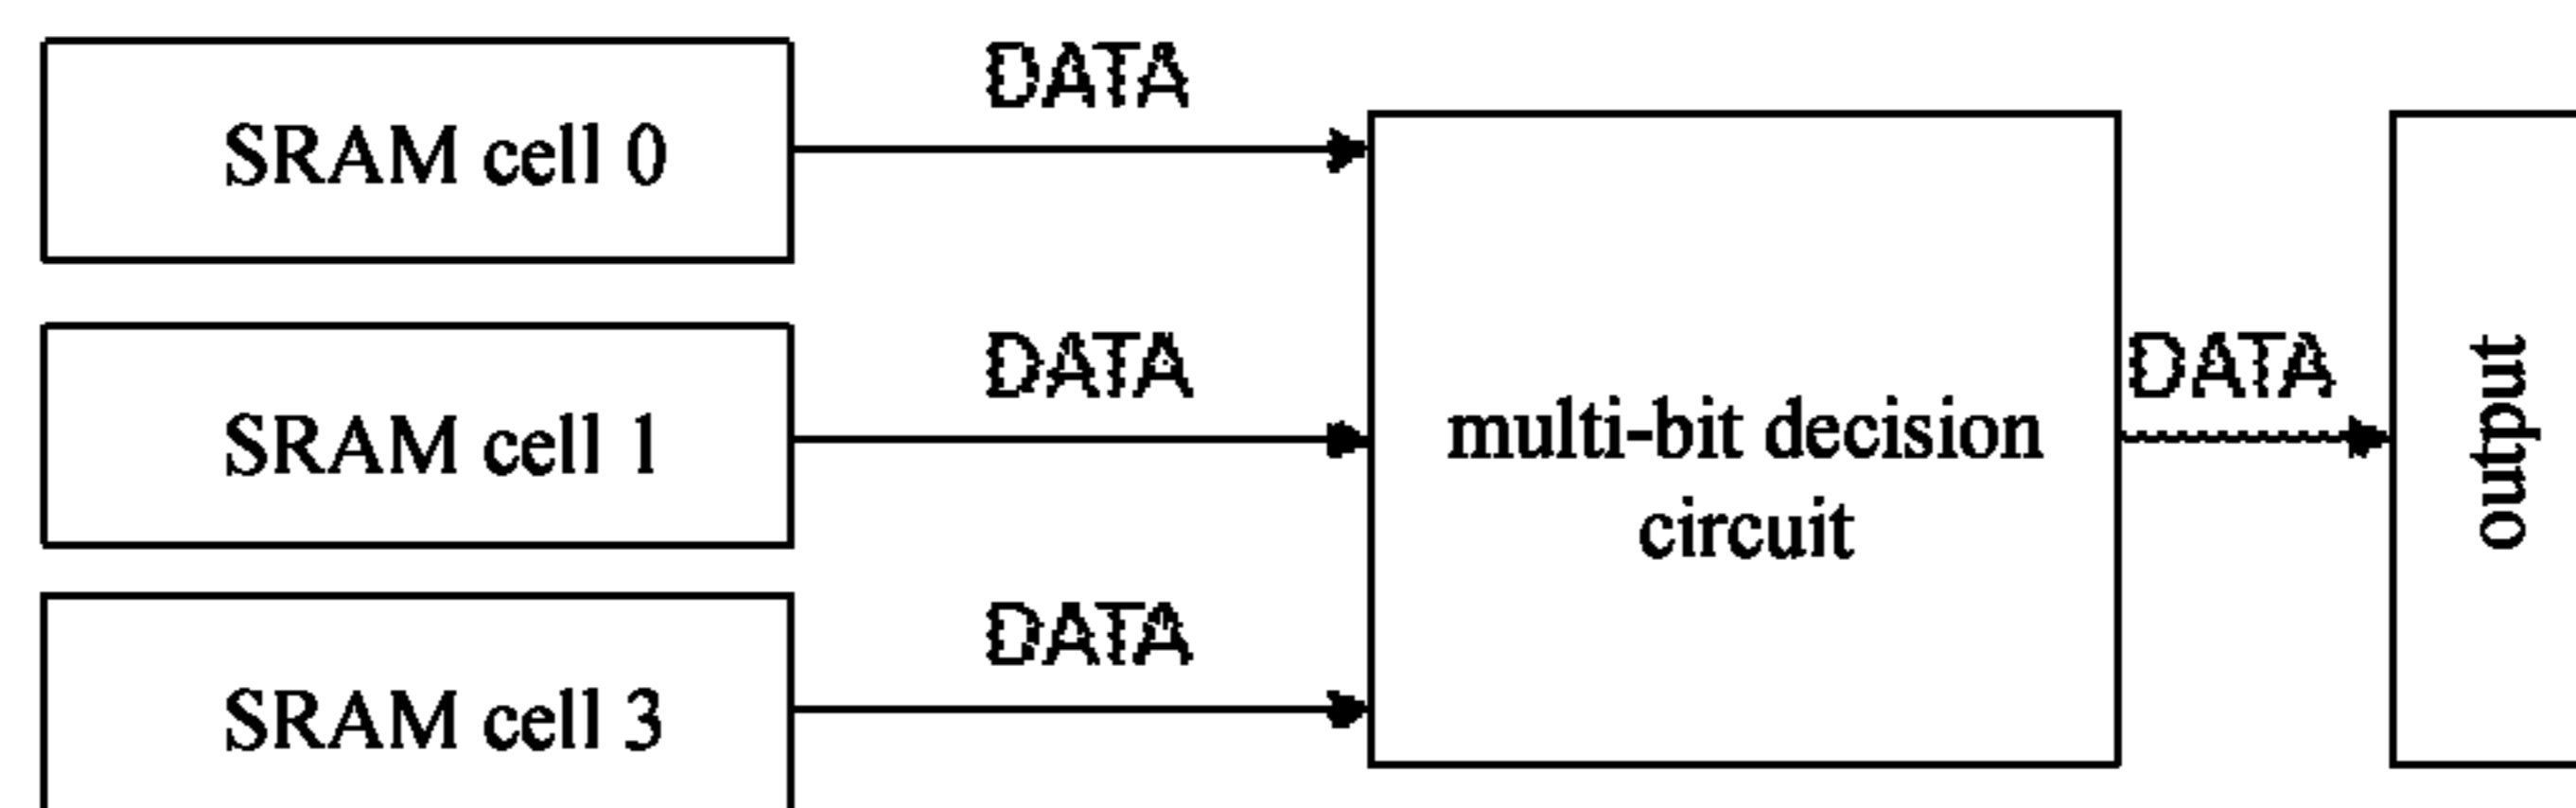 SRAM cell 0
DATA
SRAM cell 1
DATA
SRAM cell 3
DATA
multi-bit decision
circuit
DATA
output